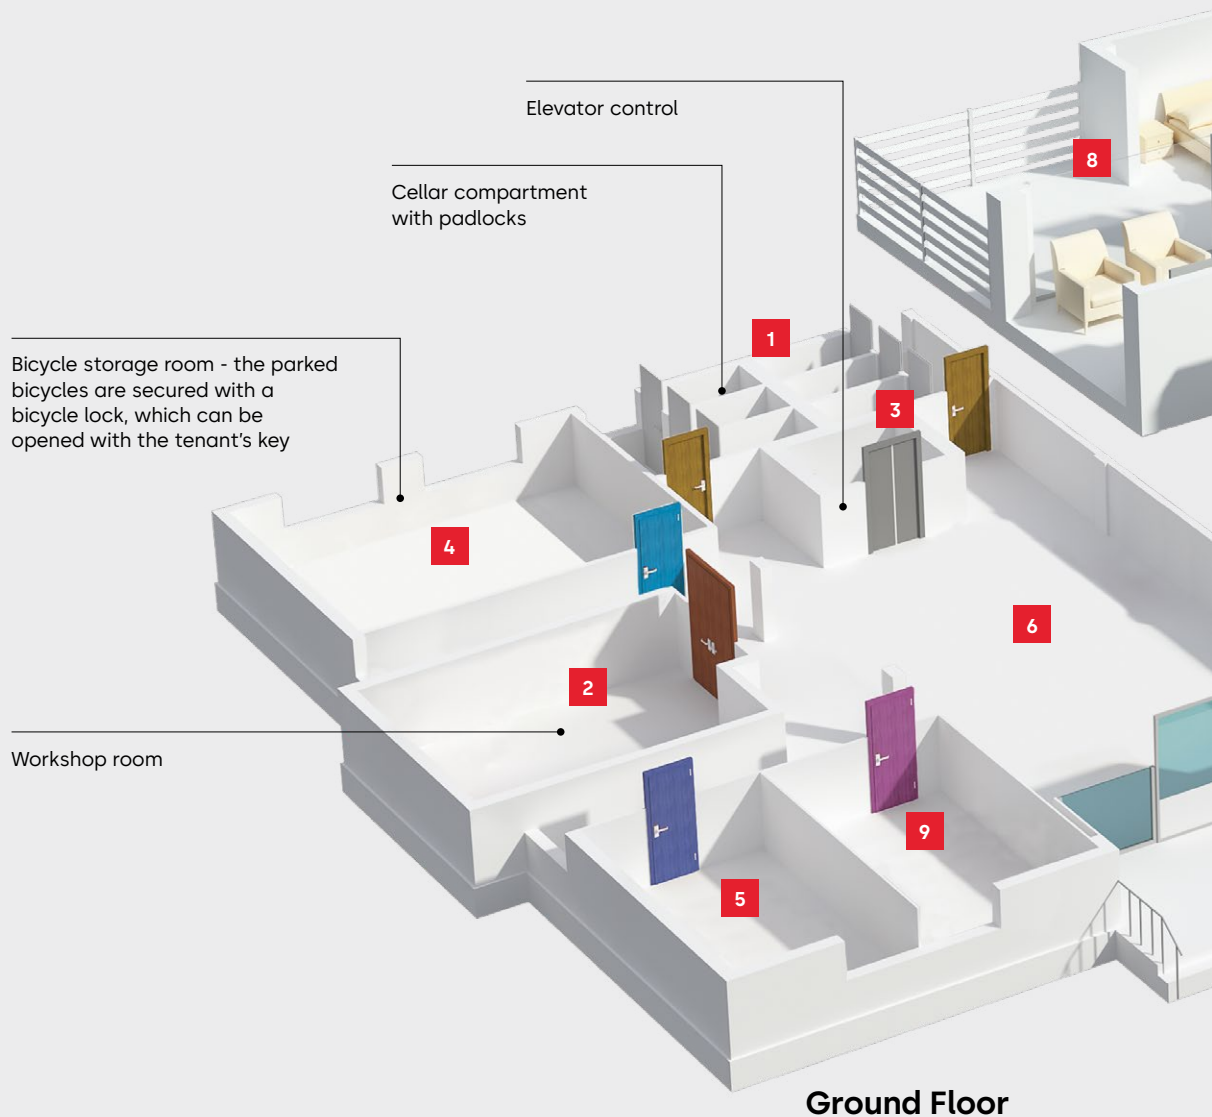 Elevator control
8
Cellar compartment
with padlocks
1
Bicycle storage room - the parked
bicycles are secured with a
bicycle lock, which can be
opened with the tenant's key
3
4
6
2
Workshop room
9
5
Ground Floor